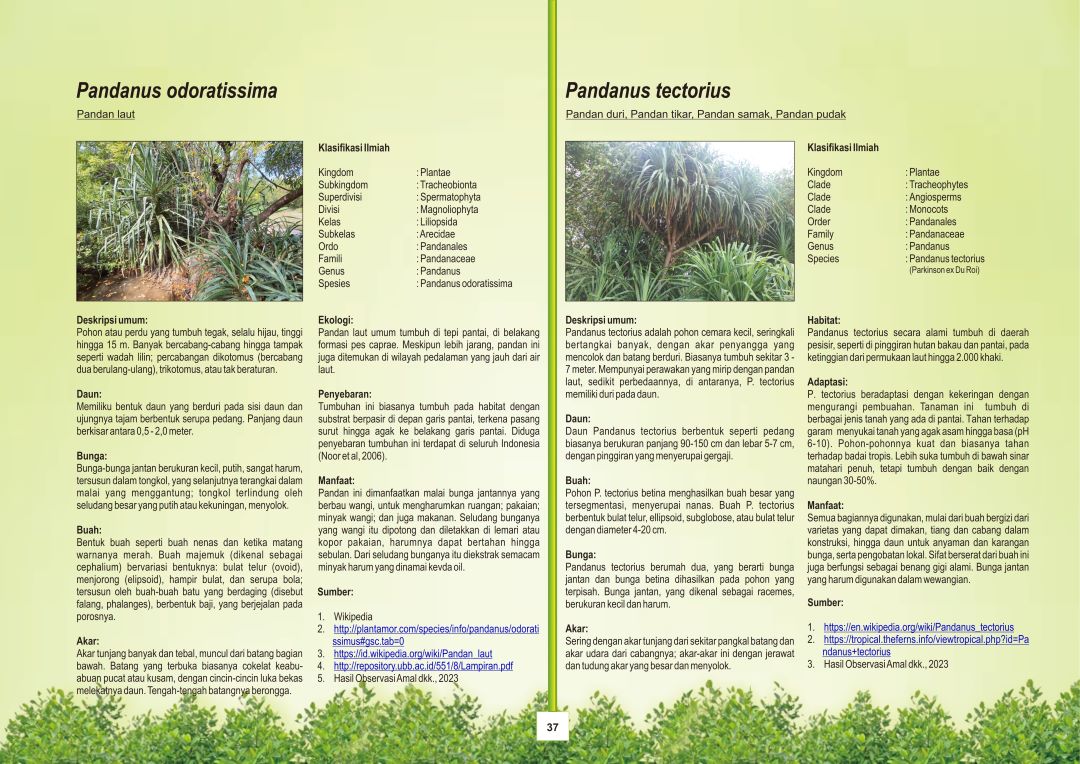 Pandanus odoratissima
Pandan laut
Klasifikasi Ilmiah
Kingdom : Plantae
Subkingdom : Tracheobionta
Superdivisi : Spermatophyta
Divisi : Magnoliophyta
Kelas : Liliopsida
Subkelas : Arecidae
Ordo : Pandanales
Famili : Pandanaceae
Genus : Pandanus
Spesies : Pandanus odoratissima
Deskripsi umum:
Pohon atau perdu yang tumbuh tegak, selalu hijau, tinggi
hingga 15 m. Banyak bercabang-cabang hingga tampak
seperti wadah lilin; percabangan dikotomus (bercabang
dua berulang-ulang), trikotomus, atau tak beraturan.
Daun:
Memiliku bentuk daun yang berduri pada sisi daun dan
ujungnya tajam berbentuk serupa pedang. Panjang daun
berkisar antara 0,5 - 2,0 meter.
Bunga:
Bunga-bunga jantan berukuran kecil, putih, sangat harum,
tersusun dalam tongkol, yang selanjutnya terangkai dalam
malai yang menggantung; tongkol terlindung oleh
seludang besar yang putih atau kekuningan, menyolok.
Buah:
Bentuk buah seperti buah nenas dan ketika matang
warnanya merah. Buah majemuk (dikenal sebagai
cephalium) bervariasi bentuknya: bulat telur (ovoid),
menjorong (elipsoid), hampir bulat, dan serupa bola;
tersusun oleh buah-buah batu yang berdaging (disebut
falang, phalanges), berbentuk baji, yang berjejalan pada
porosnya.
Akar:
Akar tunjang banyak dan tebal, muncul dari batang bagian
bawah. Batang yang terbuka biasanya cokelat keabu-
abuan pucat atau kusam, dengan cincin-cincin luka bekas
melekatnya daun. Tengah-tengah batangnya berongga.
Ekologi:
Pandan laut umum tumbuh di tepi pantai, di belakang
formasi pes caprae. Meskipun lebih jarang, pandan ini
juga ditemukan di wilayah pedalaman yang jauh dari air
laut.
Penyebaran:
Tumbuhan ini biasanya tumbuh pada habitat dengan
substrat berpasir di depan garis pantai, terkena pasang
surut hingga agak ke belakang garis pantai. Diduga
penyebaran tumbuhan ini terdapat di seluruh Indonesia
(Noor et al, 2006).
Manfaat:
Pandan ini dimanfaatkan malai bunga jantannya yang
berbau wangi, untuk mengharumkan ruangan; pakaian;
minyak wangi; dan juga makanan. Seludang bunganya
yang wangi itu dipotong dan diletakkan di lemari atau
kopor pakaian, harumnya dapat bertahan hingga
sebulan. Dari seludang bunganya itu diekstrak semacam
minyak harum yang dinamai kevda oil.
Sumber:
1. Wikipedia
2. http://plantamor.com/species/info/pandanus/odorati
ssimus#gsc.tab=0
3. https://id.wikipedia.org/wiki/Pandan_laut
4. http://repository.ubb.ac.id/551/8/Lampiran.pdf
5. Hasil Observasi Amal dkk., 2023
Pandanus tectorius
Pandan duri, Pandan tikar, Pandan samak, Pandan pudak
Klasifikasi Ilmiah
Kingdom : Plantae
Clade : Tracheophytes
Clade : Angiosperms
Clade : Monocots
Order : Pandanales
Family : Pandanaceae
Genus : Pandanus
Species : Pandanus tectorius
(Parkinson ex Du Roi)
Deskripsi umum:
Pandanus tectorius adalah pohon cemara kecil, seringkali
bertangkai banyak, dengan akar penyangga yang
mencolok dan batang berduri. Biasanya tumbuh sekitar 3 -
7 meter. Mempunyai perawakan yang mirip dengan pandan
laut, sedikit perbedaannya, di antaranya, P. tectorius
memiliki duri pada daun.
Daun:
Daun Pandanus tectorius berbentuk seperti pedang
biasanya berukuran panjang 90-150 cm dan lebar 5-7 cm,
dengan pinggiran yang menyerupai gergaji.
Buah:
Pohon P. tectorius betina menghasilkan buah besar yang
tersegmentasi, menyerupai nanas. Buah P. tectorius
berbentuk bulat telur, ellipsoid, subglobose, atau bulat telur
dengan diameter 4-20 cm.
Bunga:
Pandanus tectorius berumah dua, yang berarti bunga
jantan dan bunga betina dihasilkan pada pohon yang
terpisah. Bunga jantan, yang dikenal sebagai racemes,
berukuran kecil dan harum.
Akar:
Sering dengan akar tunjang dari sekitar pangkal batang dan
akar udara dari cabangnya; akar-akar ini dengan jerawat
dan tudung akar yang besar dan menyolok.
Habitat:
Pandanus tectorius secara alami tumbuh di daerah
pesisir, seperti di pinggiran hutan bakau dan pantai, pada
ketinggian dari permukaan laut hingga 2.000 khaki.
Adaptasi:
P. tectorius beradaptasi dengan kekeringan dengan
mengurangi pembuahan. Tanaman ini tumbuh di
berbagai jenis tanah yang ada di pantai. Tahan terhadap
garam menyukai tanah yang agak asam hingga basa (pH
6-10). Pohon-pohonnya kuat dan biasanya tahan
terhadap badai tropis. Lebih suka tumbuh di bawah sinar
matahari penuh, tetapi tumbuh dengan baik dengan
naungan 30-50%.
Manfaat:
Semua bagiannya digunakan, mulai dari buah bergizi dari
varietas yang dapat dimakan, tiang dan cabang dalam
konstruksi, hingga daun untuk anyaman dan karangan
bunga, serta pengobatan lokal. Sifat berserat dari buah ini
juga berfungsi sebagai benang gigi alami. Bunga jantan
yang harum digunakan dalam wewangian.
Sumber:
1. https://en.wikipedia.org/wiki/Pandanus_tectorius
2. https://tropical.theferns.info/viewtropical.php?id=Pa
ndanus+tectorius
3. Hasil Observasi Amal dkk., 2023
37